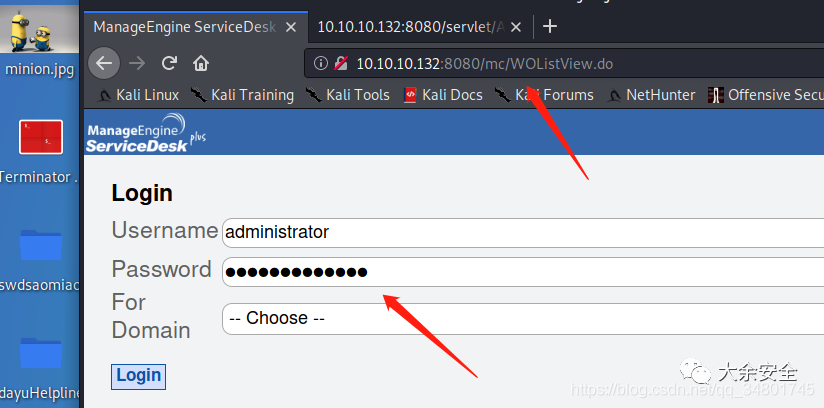 ManageEngine ServiceDesk
10.10.10.132:8080/servlet/A
minion.jpg
10.10.10.132:8080/mc/WOListView.do
Kali Linux
Kali Training
Kali Tools
Kali Docs
Kali Forums
NetHunter
Offensive Secu
ManageEngine
ServiceDesk plus
Login
Terminator .
Username administrator
Password ●●●●●●●●●●●●●
swdsaomiao
For
Domain
-- Choose --
Login
dayuHelpline
大余安全
https://blog.csdn.net/qq_34801745